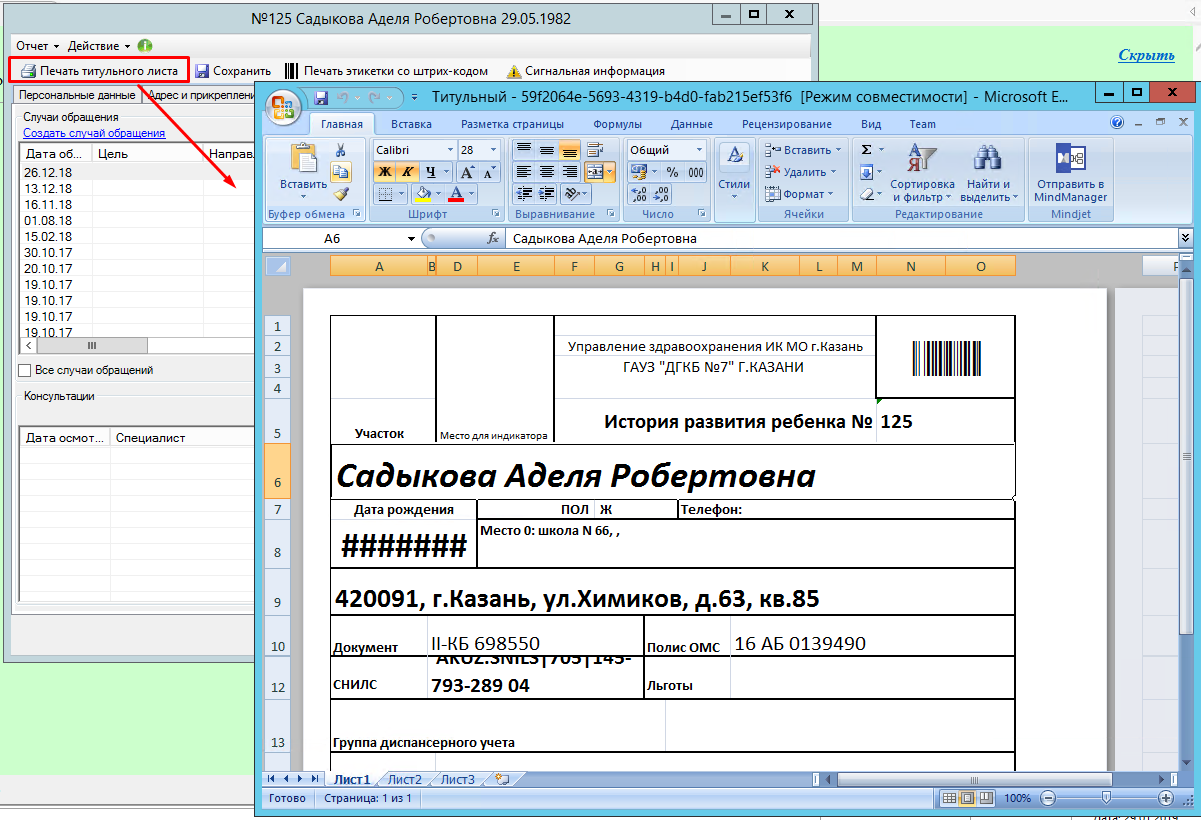 №125 Садыкова Аделя Робертовна 29.05.1982
Отчет
Действие
Скрыть
Печать титульного листа
Сохранить
Печать этикетки со штрих-кодом
Сигнальная информация
Персональные данные
Адрес и прикреплени
Случаи обращения
Создать случай обращения
Дата об...
Цель
Направ.
26.12.18
13.12.18
16.11.18
01.08.18
15.02.18
30.10.17
20.10.17
19.10.17
19.10.17
19.10.17
19.10.17
Все случаи обращений
Консультации
Дата осмот...
Специалист
Титульный - 59f2064e-5693-4319-b4d0-fab215ef53f6 [Режим совместимости] - Microsoft E...
Главная
Вставка
Разметка страницы
Формулы
Данные
Рецензирование
Вид
Team
Вставить
Буфер обмена
Calibri
28
Ж К Ч
Шрифт
Выравнивание
Общий
% 000
Число
Стили
Вставить
Удалить
Формат
Ячейки
Сортировка
и фильтр
Найти и
выделить
Редактирование
Отправить в
MindManager
Mindjet
A6
fx
Садыкова Аделя Робертовна
A B D E F G H I J K L M N O
1
2
3
4
5
6
7
8
9
10
12
13
Управление здравоохранения ИК МО г.Казань
ГАУЗ "ДГКБ №7" Г.КАЗАНИ
Участок
Место для индикатора
История развития ребенка № 125
Садыкова Аделя Робертовна
Дата рождения
ПОЛ Ж
Телефон:
#######
Место 0: школа N 66, ,
420091, г.Казань, ул.Химиков, д.63, кв.85
Документ
II-КБ 698550
Полис ОМС
16 АБ 0139490
СНИЛС
AKUZ.SNILS|705|145-
793-289 04
Льготы
Группа диспансерного учета
Лист1 Лист2 Лист3
Готово
Страница: 1 из 1
100%